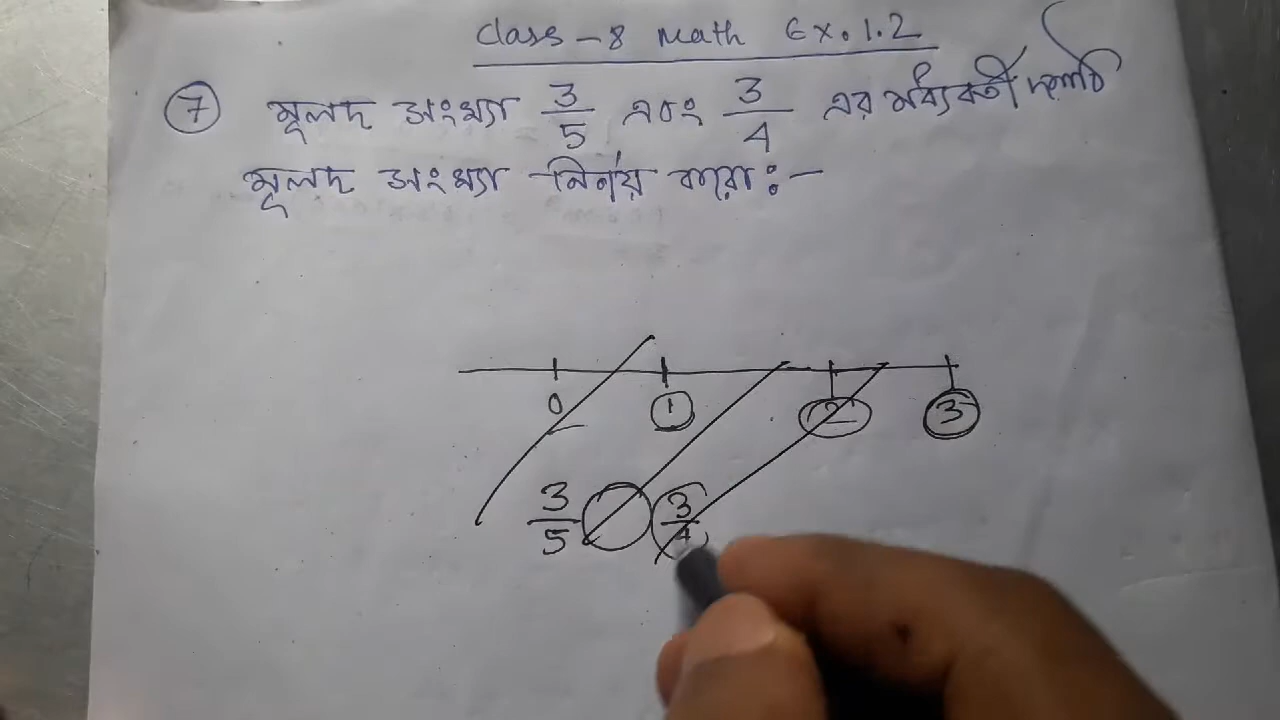 Class - 8 Math Ex. 1.2
7 মূলদ সংখ্যা 3/5 এবং 3/4 এর মধ্যবর্তী দশটি
মূলদ সংখ্যা নির্ণয় করো :-
0 1 2 3
3/5 3/4